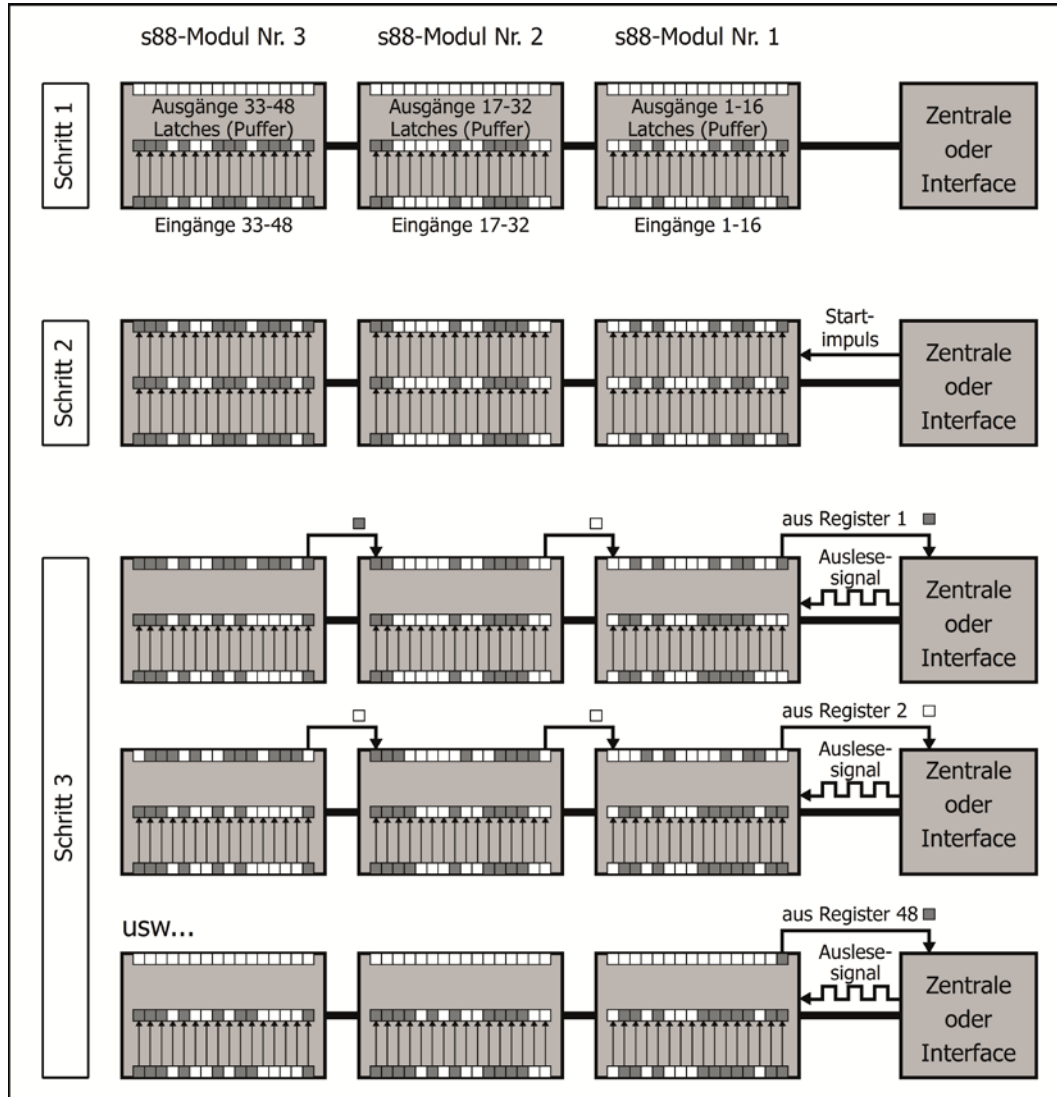 s88-Modul Nr. 3
s88-Modul Nr. 2
s88-Modul Nr. 1
Schritt 1
Ausgänge 33-48
Latches (Puffer)
Ausgänge 17-32
Latches (Puffer)
Ausgänge 1-16
Latches (Puffer)
Zentrale
oder
Interface
Eingänge 33-48
Eingänge 17-32
Eingänge 1-16
Schritt 2
Start-
impuls
Zentrale
oder
Interface
Schritt 3
aus Register 1
Auslese-
signal
Zentrale
oder
Interface
aus Register 2
Auslese-
signal
Zentrale
oder
Interface
usw...
aus Register 48
Auslese-
signal
Zentrale
oder
Interface